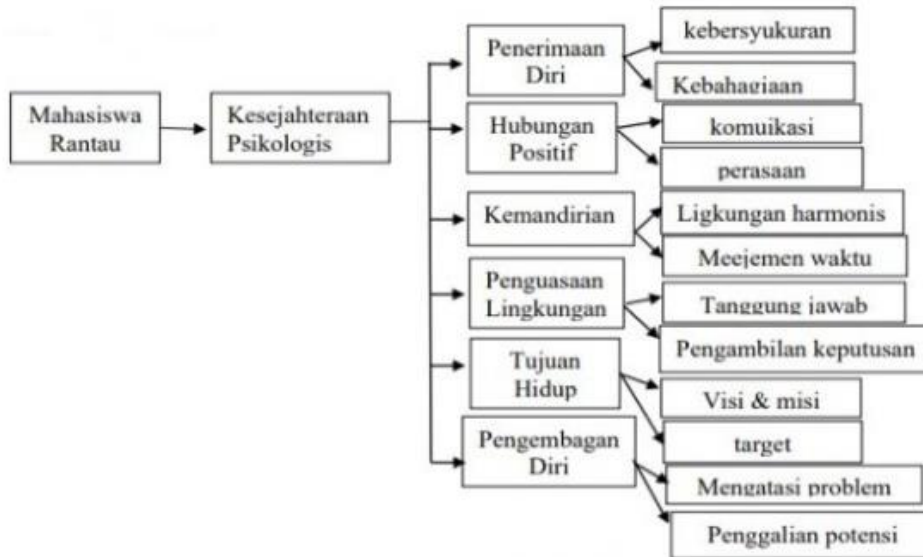 Mahasiswa
Rantau
Kesejahteraan
Psikologis
Penerimaan
Diri
kebersyukuran
Kebahagiaan
Hubungan
Positif
komuikasi
perasaan
Kemandirian
Ligkungan harmonis
Meejemen waktu
Penguasaan
Lingkungan
Tanggung jawab
Pengambilan keputusan
Tujuan
Hidup
Visi & misi
target
Pengembagan
Diri
Mengatasi problem
Penggalian potensi